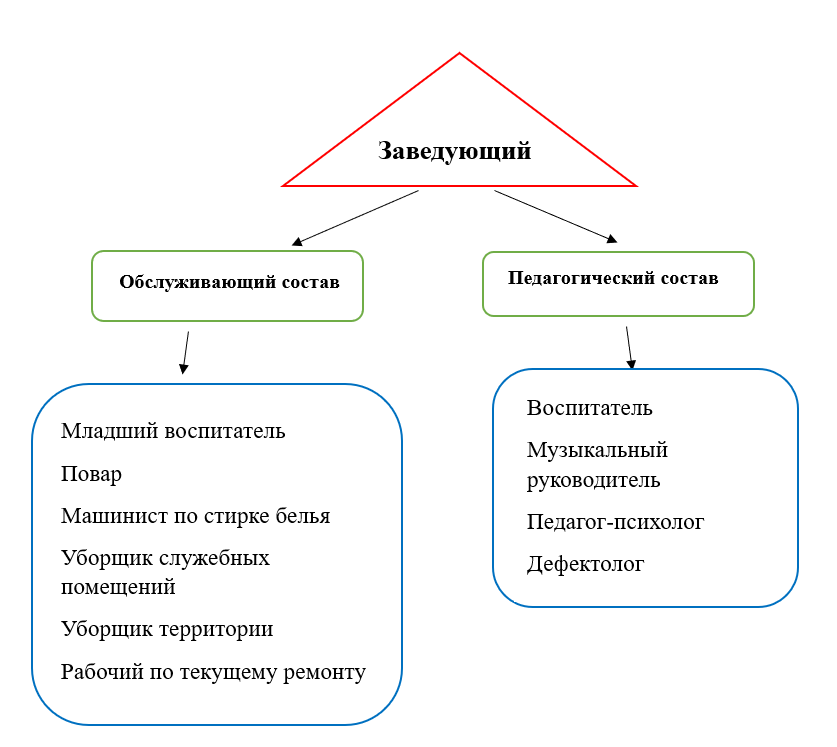 Заведующий
Обслуживающий состав
Педагогический состав
Младший воспитатель
Повар
Машинист по стирке белья
Уборщик служебных
помещений
Уборщик территории
Рабочий по текущему ремонту
Воспитатель
Музыкальный
руководитель
Педагог-психолог
Дефектолог